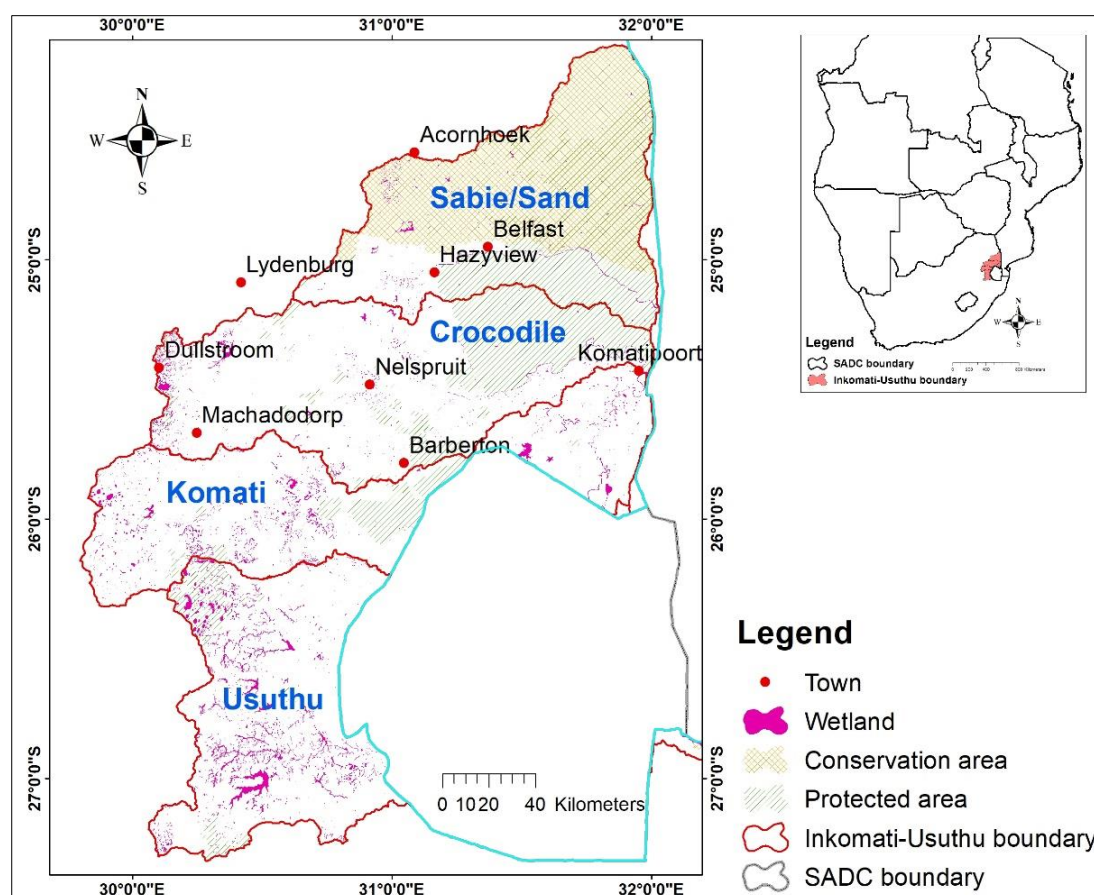 30°0'0"E
31°0'0"E
32°0'0"E
N
W
E
S
Acornhoek
Sabie/Sand
Belfast
25°0'0"S
25°0'0"S
Hazyview
Lydenburg
Crocodile
Dullstroom
Komatipoort
Nelspruit
Machadodorp
Barberton
Komati
26°0'0"S
26°0'0"S
Usuthu
27°0'0"S
27°0'0"S
0 10 20 40 Kilometers
30°0'0"E
31°0'0"E
32°0'0"E
N
W
E
S
Legend
SADC boundary
Inkomati-Usuthu boundary
Legend
Town
Wetland
Conservation area
Protected area
Inkomati-Usuthu boundary
SADC boundary